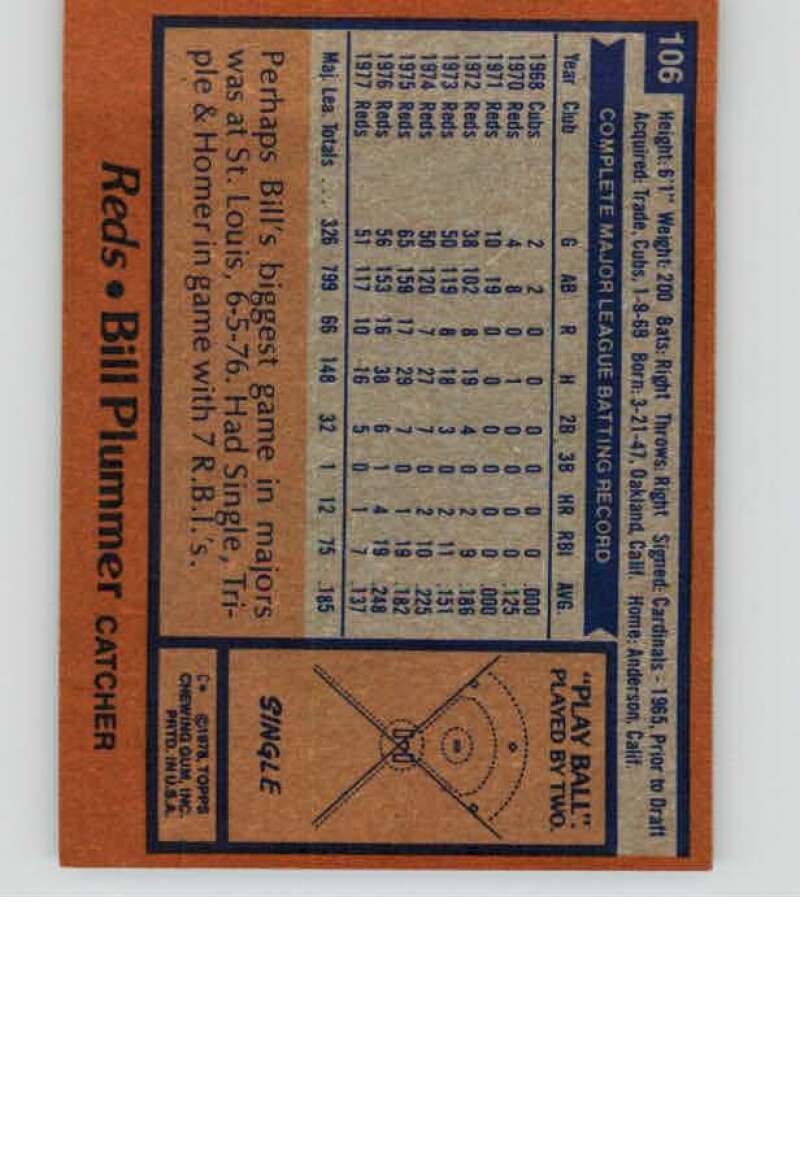 106
Height: 6'1" Weight: 200 Bats: Right Throws: Right Signed: Cardinals - 1965, Prior to Draft
Acquired: Trade, Cubs, 1-9-69 Born: 3-21-47, Oakland, Calif. Home: Anderson, Calif.
COMPLETE MAJOR LEAGUE BATTING RECORD
Year Club G AB R H 2B 3B HR RBI AVG.
1968 Cubs 2 2 0 0 0 0 0 0 .000
1970 Reds 4 8 0 1 0 0 0 0 .125
1971 Reds 10 19 0 0 0 0 0 0 .000
1972 Reds 38 102 8 19 4 0 2 9 .186
1973 Reds 50 119 8 18 3 0 2 11 .151
1974 Reds 50 120 7 27 7 0 2 10 .225
1975 Reds 65 159 17 29 7 0 1 19 .182
1976 Reds 56 153 16 38 6 1 4 19 .248
1977 Reds 51 117 10 16 5 0 1 7 .137
Maj. Lea. Totals .... 326 799 66 148 32 1 12 75 .185
Perhaps Bill's biggest game in majors
was at St. Louis, 6-5-76. Had Single, Tri-
ple & Homer in game with 7 R.B.I.'s.
"PLAY BALL"
PLAYED BY TWO.
SINGLE
C* ©1978, TOPPS
CHEWING GUM, INC.
PRTD. IN U.S.A.
Reds • Bill Plummer CATCHER